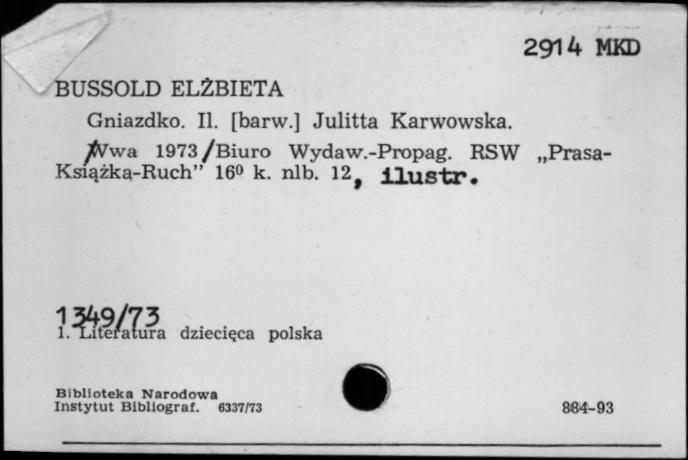 2914 MKD
BUSSOLD ELŻBIETA
Gniazdko. Il. [barw.] Julitta Karwowska.
/Wwa 1973/Biuro Wydaw.-Propag. RSW „Prasa-
Książka-Ruch” 16⁰ k. nlb. 12, ilustr.
1349/73
1. Literatura dziecięca polska
Biblioteka Narodowa
Instytut Bibliograf. 6337/73
884-93